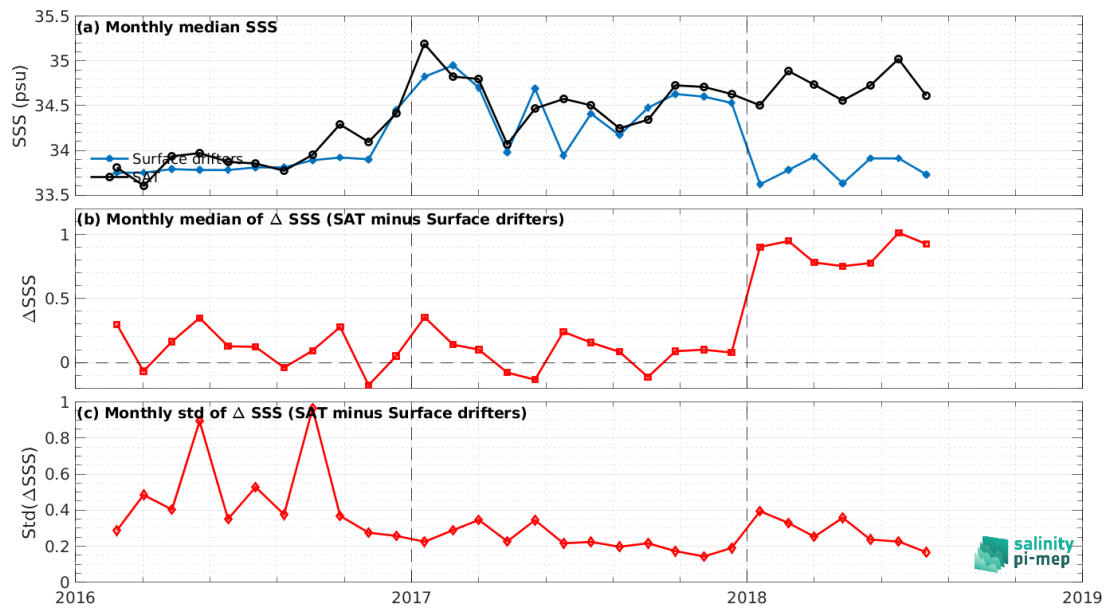 35.5
(a) Monthly median SSS
35
34.5
34
33.5
SSS (psu)
Surface drifters
SAT
(b) Monthly median of Δ SSS (SAT minus Surface drifters)
1
0.5
0
ΔSSS
1
(c) Monthly std of Δ SSS (SAT minus Surface drifters)
0.8
0.6
0.4
0.2
0
Std(ΔSSS)
2016
2017
2018
2019
salinity
pi-mep